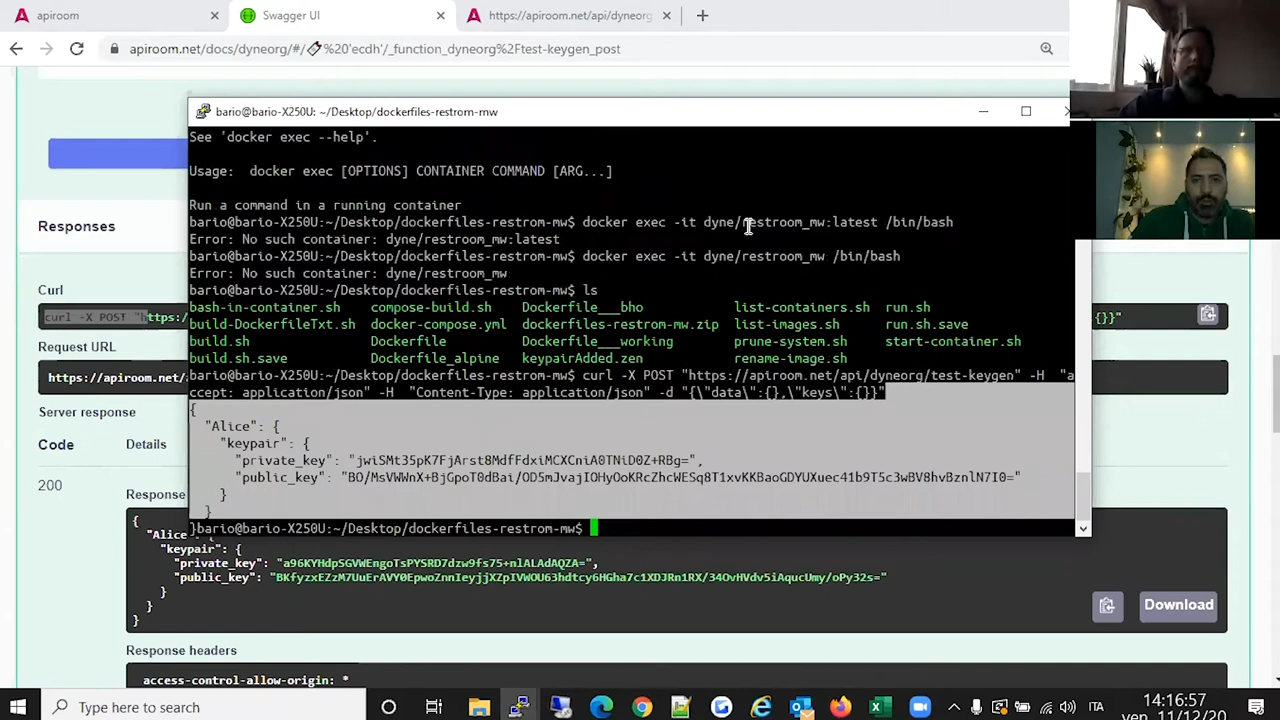 apiroom
Swagger UI
https://apiroom.net/api/dyneorg
apiroom.net/docs/dyneorg/#/🖋%20'ecdh'/_function_dyneorg%2Ftest-keygen_post
bario@bario-X250U: ~/Desktop/dockerfiles-restrom-mw
See 'docker exec --help'.
Usage:  docker exec [OPTIONS] CONTAINER COMMAND [ARG...]
Run a command in a running container
bario@bario-X250U:~/Desktop/dockerfiles-restrom-mw$ docker exec -it dyne/restroom_mw:latest /bin/bash
Error: No such container: dyne/restroom_mw:latest
bario@bario-X250U:~/Desktop/dockerfiles-restrom-mw$ docker exec -it dyne/restroom_mw /bin/bash
Error: No such container: dyne/restroom_mw
bario@bario-X250U:~/Desktop/dockerfiles-restrom-mw$ ls
bash-in-container.sh    compose-build.sh    Dockerfile___bho    list-containers.sh  run.sh
build-DockerfileTxt.sh  docker-compose.yml  dockerfiles-restrom-mw.zip  list-images.sh  run.sh.save
build.sh    Dockerfile  Dockerfile___working    prune-system.sh  start-container.sh
build.sh.save   Dockerfile_alpine   keypairAdded.zen    rename-image.sh
bario@bario-X250U:~/Desktop/dockerfiles-restrom-mw$ curl -X POST "https://apiroom.net/api/dyneorg/test-keygen" -H  "a
ccept: application/json" -H  "Content-Type: application/json" -d "{\"data\":{},\"keys\":{}}"
{
"Alice": {
"keypair": {
"private_key": "jwiSMt35pK7FjArst8MdfFdxiMCXCniA0TNiD0Z+RBg=",
"public_key": "BO/MsVWWnX+BjGpoT0dBai/OD5mJvajIOHyOoKRcZhcWESq8T1xvKKBaoGDYUXuec41b9T5c3wBV8hvBznlN7I0="
}
}
}bario@bario-X250U:~/Desktop/dockerfiles-restrom-mw$
Responses
Curl
curl -X POST "https:/
{}}"
Request URL
https://apiroom.net/a
Server response
Code
Details
200
Response
{
"Alice": {
"keypair": {
"private_key": "a96KYHdpSGVWEngoTsPYSRD7dzw9fs75+nlALAdAQZA=",
"public_key": "BKfyzxEZzM7UuErAVY0EpwoZnnIeyjjXZpIVWOU63hdtcy6HGha7c1XDJRn1RX/34OvHVdv5iAqucUmy/oPy32s="
}
}
}
Download
Response headers
access-control-allow-origin: *
Type here to search
ITA
14:16:57
ven 11/12/20